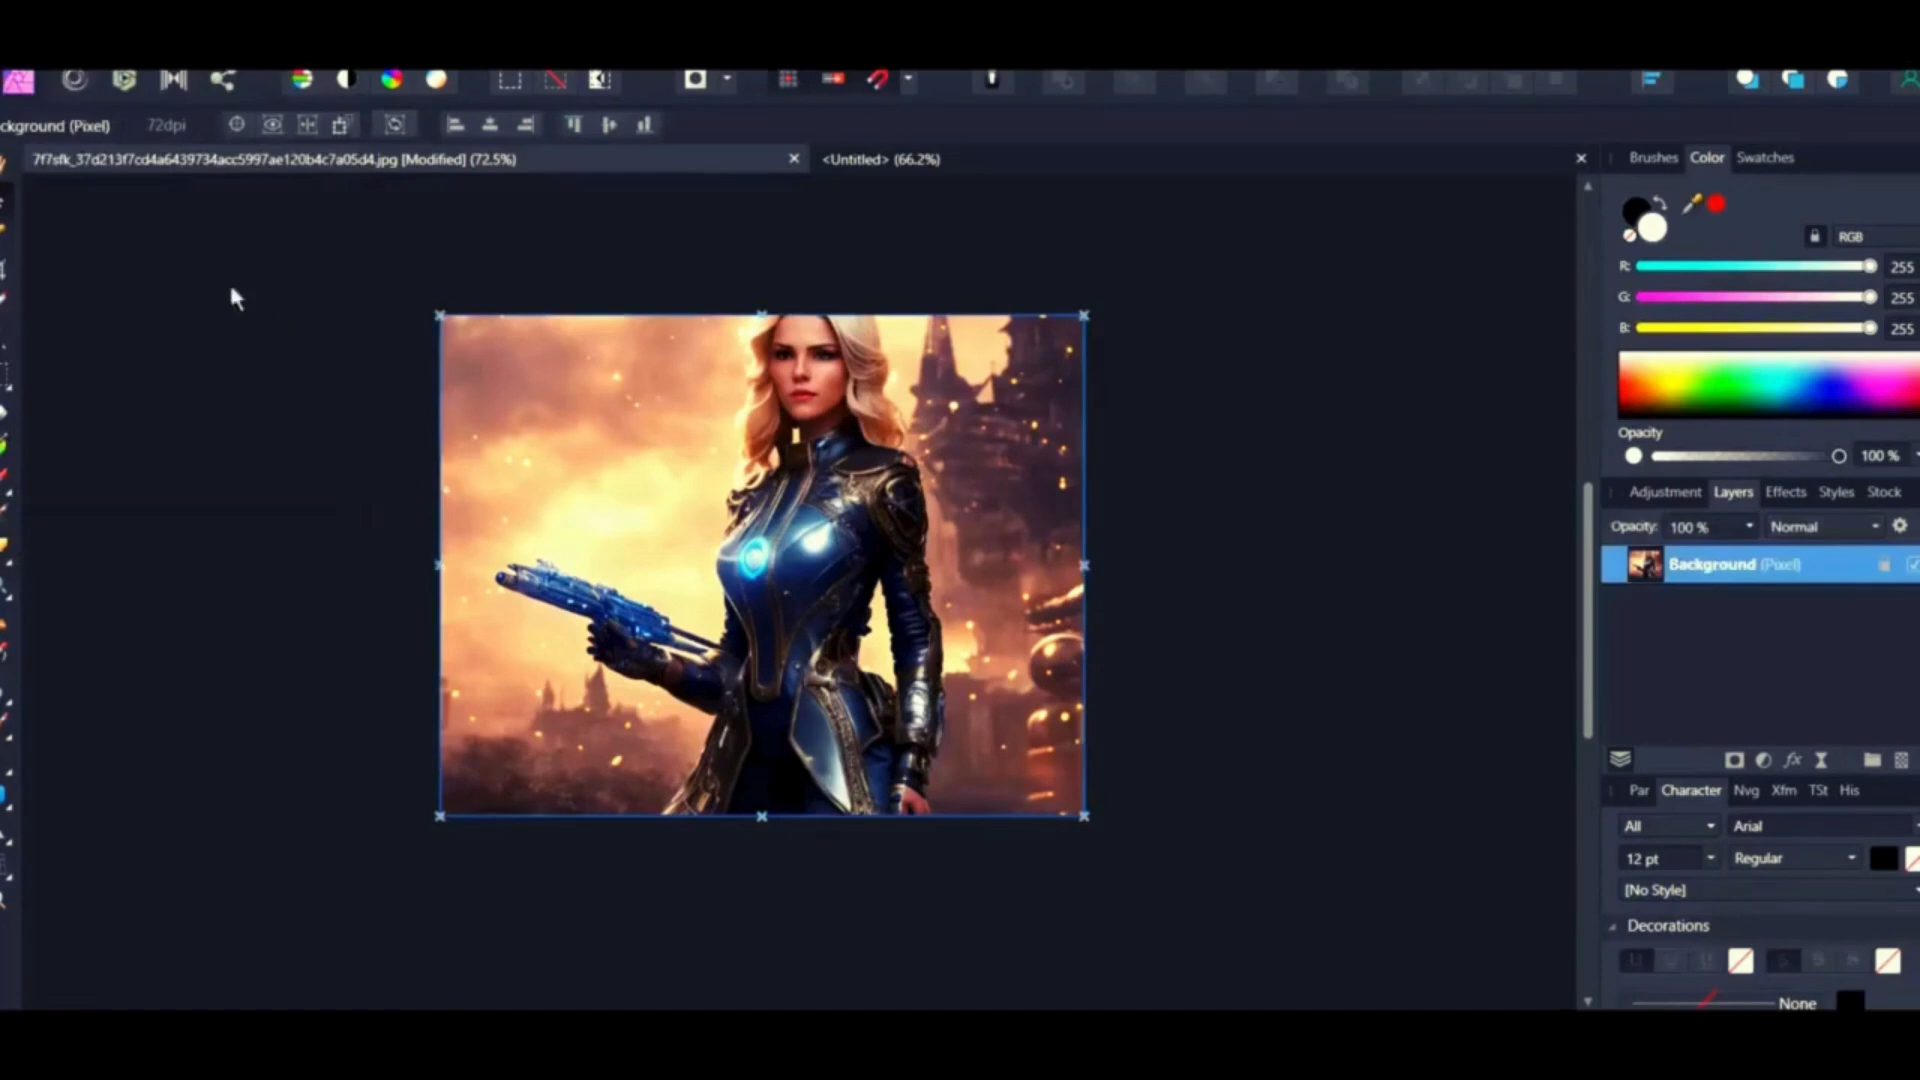 ckground (Pixel) 72dpi
7f7sfk_37d213f7cd4a6439734acc5997ae120b4c7a05d4.jpg [Modified] (72.5%)
<Untitled> (66.2%)
Brushes Color Swatches
RGB
R: 255
G: 255
B: 255
Opacity
100 %
Adjustment Layers Effects Styles Stock
Opacity: 100 % Normal
Background (Pixel)
fx
Par Character Nvg Xfm TSt His
All Arial
12 pt Regular
[No Style]
Decorations
None